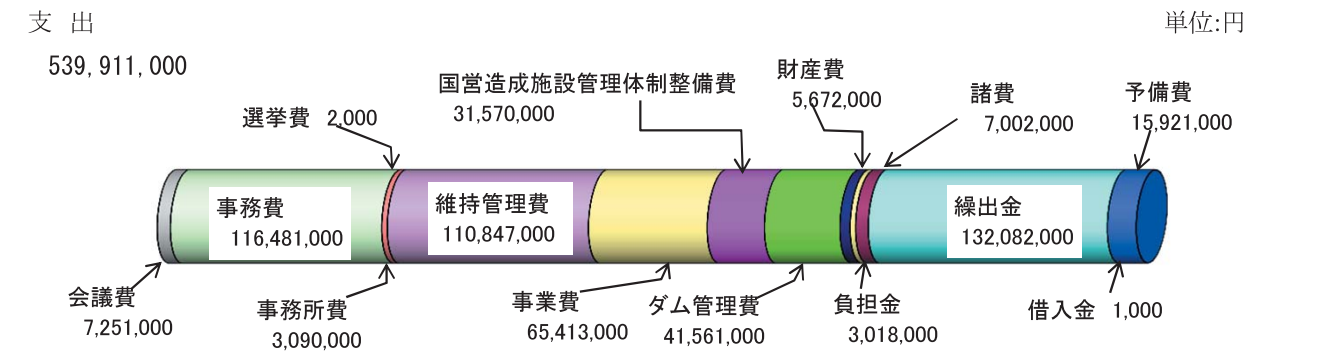 支 出
単位:円
539,911,000
国営造成施設管理体制整備費
31,570,000
財産費
5,672,000
選挙費 2,000
諸費
7,002,000
予備費
15,921,000
事務費
116,481,000
維持管理費
110,847,000
繰出金
132,082,000
会議費
7,251,000
事務所費
3,090,000
事業費
65,413,000
ダム管理費
41,561,000
負担金
3,018,000
借入金 1,000